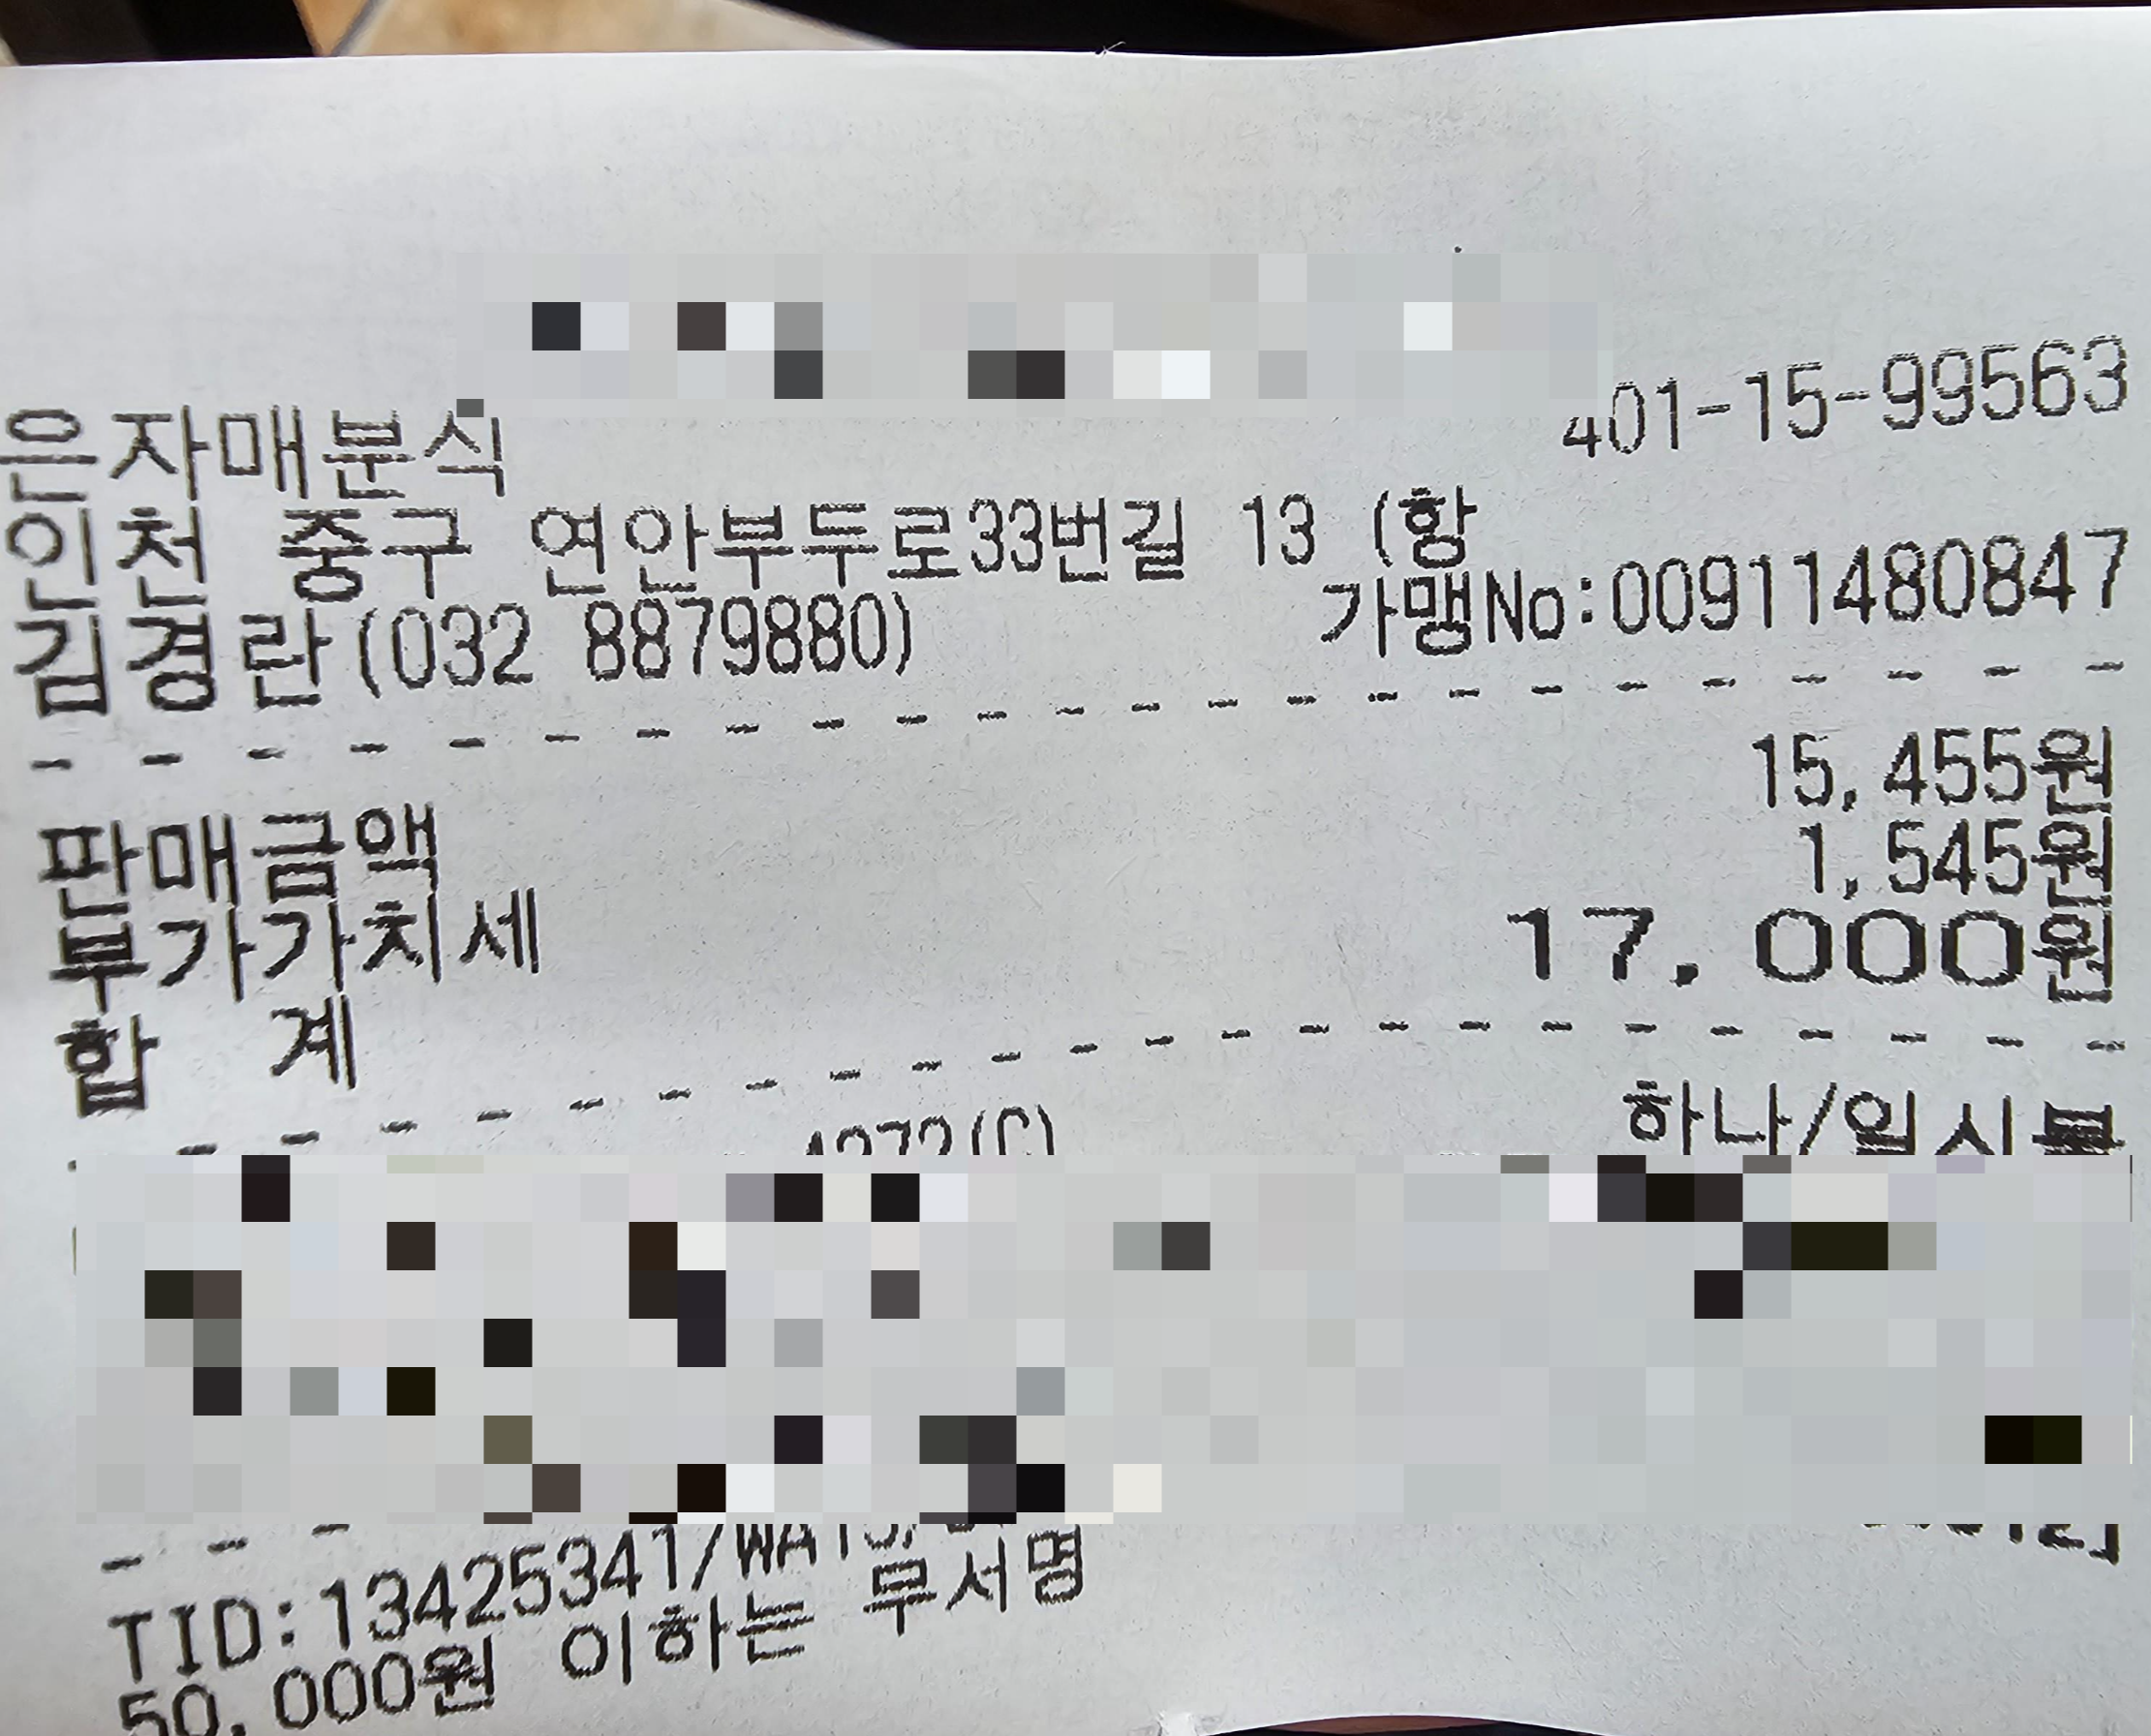 은자매분식 401-15-99563
인천 중구 연안부두로33번길 13 (항
김경란(032 8879880) 가맹No:00911480847
판매금액 15,455원
부가가치세 1,545원
합 계 17,000원
하나/일시불
TID:13425341/
50,000원 이하는 무서명